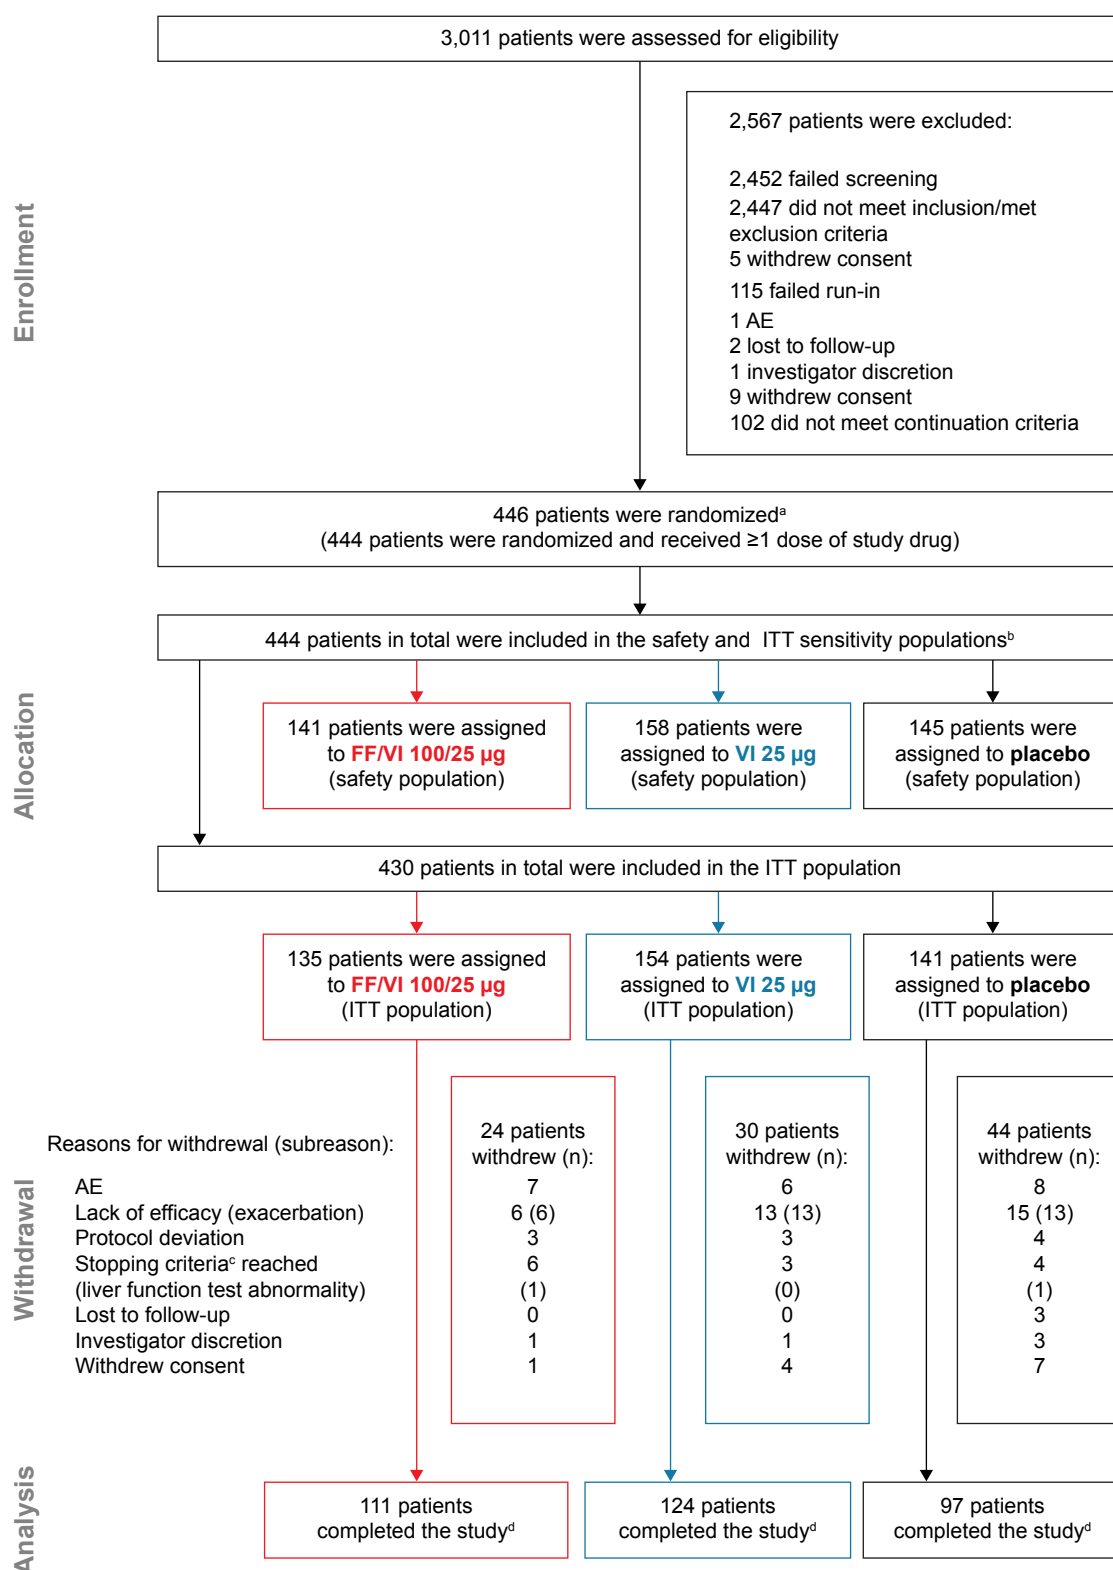 3,011 patients were assessed for eligibility
Enrollment
2,567 patients were excluded:
2,452 failed screening
2,447 did not meet inclusion/met
exclusion criteria
5 withdrew consent
115 failed run-in
1 AE
2 lost to follow-up
1 investigator discretion
9 withdrew consent
102 did not meet continuation criteria
446 patients were randomizedᵃ
(444 patients were randomized and received ≥1 dose of study drug)
444 patients in total were included in the safety and ITT sensitivity populationsᵇ
Allocation
141 patients were assigned
to FF/VI 100/25 µg
(safety population)
158 patients were
assigned to VI 25 µg
(safety population)
145 patients were
assigned to placebo
(safety population)
430 patients in total were included in the ITT population
135 patients were assigned
to FF/VI 100/25 µg
(ITT population)
154 patients were
assigned to VI 25 µg
(ITT population)
141 patients were
assigned to placebo
(ITT population)
Withdrawal
Reasons for withdrewal (subreason):
24 patients
withdrew (n):
30 patients
withdrew (n):
44 patients
withdrew (n):
AE 7 6 8
Lack of efficacy (exacerbation) 6 (6) 13 (13) 15 (13)
Protocol deviation 3 3 4
Stopping criteriaᶜ reached 6 3 4
(liver function test abnormality) (1) (0) (1)
Lost to follow-up 0 0 3
Investigator discretion 1 1 3
Withdrew consent 1 4 7
Analysis
111 patients
completed the studyᵈ
124 patients
completed the studyᵈ
97 patients
completed the studyᵈ